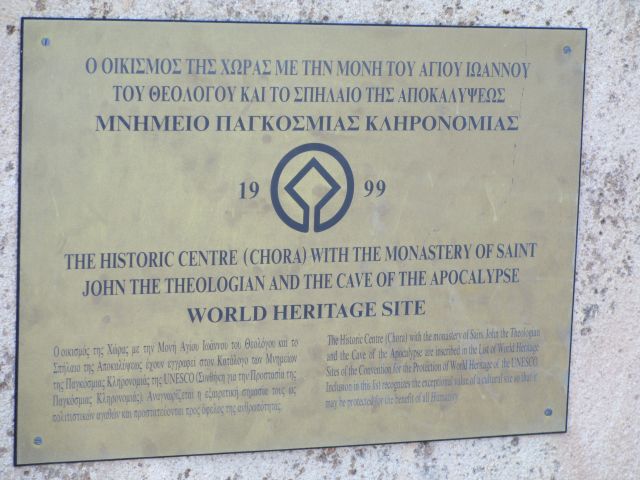 Ο ΟΙΚΙΣΜΟΣ ΤΗΣ ΧΩΡΑΣ ΜΕ ΤΗΝ ΜΟΝΗ ΤΟΥ ΑΓΙΟΥ ΙΩΑΝΝΟΥ
ΤΟΥ ΘΕΟΛΟΓΟΥ ΚΑΙ ΤΟ ΣΠΗΛΑΙΟ ΤΗΣ ΑΠΟΚΑΛΥΨΕΩΣ
ΜΝΗΜΕΙΟ ΠΑΓΚΟΣΜΙΑΣ ΚΛΗΡΟΝΟΜΙΑΣ
19 99
THE HISTORIC CENTRE (CHORA) WITH THE MONASTERY OF SAINT
JOHN THE THEOLOGIAN AND THE CAVE OF THE APOCALYPSE
WORLD HERITAGE SITE
Ο οικισμός της Χώρας με την Μονή Αγίου Ιωάννου του Θεολόγου και το
Σπήλαιο της Αποκαλύψεως έχουν εγγραφεί στον Κατάλογο των Μνημείων
της Παγκόσμιας Κληρονομιάς της UNESCO (Συνθήκη για την Προστασία της
Παγκόσμιας Κληρονομιάς). Αναγνωρίζεται η εξαιρετική σημασία τους ως
πολιτιστικών αγαθών και προστατεύονται προς όφελος της ανθρωπότητας.
The Historic Centre (Chora) with the monastery of Saint John the Theologian
and the Cave of the Apocalypse are inscribed in the List of World Heritage
Sites of the Convention for the Protection of World Heritage of the UNESCO.
Inclusion in this list recognizes the exceptional value of a cultural site so that it
may be protected for the benefit of all Humanity